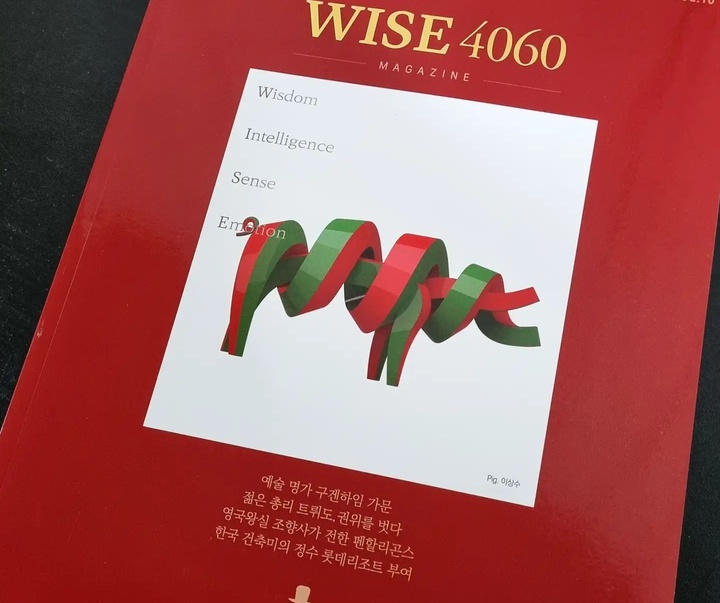 WISE 4060
MAGAZINE
Wisdom
Intelligence
Sense
Emotion
Pig. 이상수
예술 명가 구겐하임 가문
젊은 총리 트뤼도, 권위를 벗다
영국왕실 조향사가 전한 펜할리곤스
한국 건축미의 정수 롯데리조트 부여